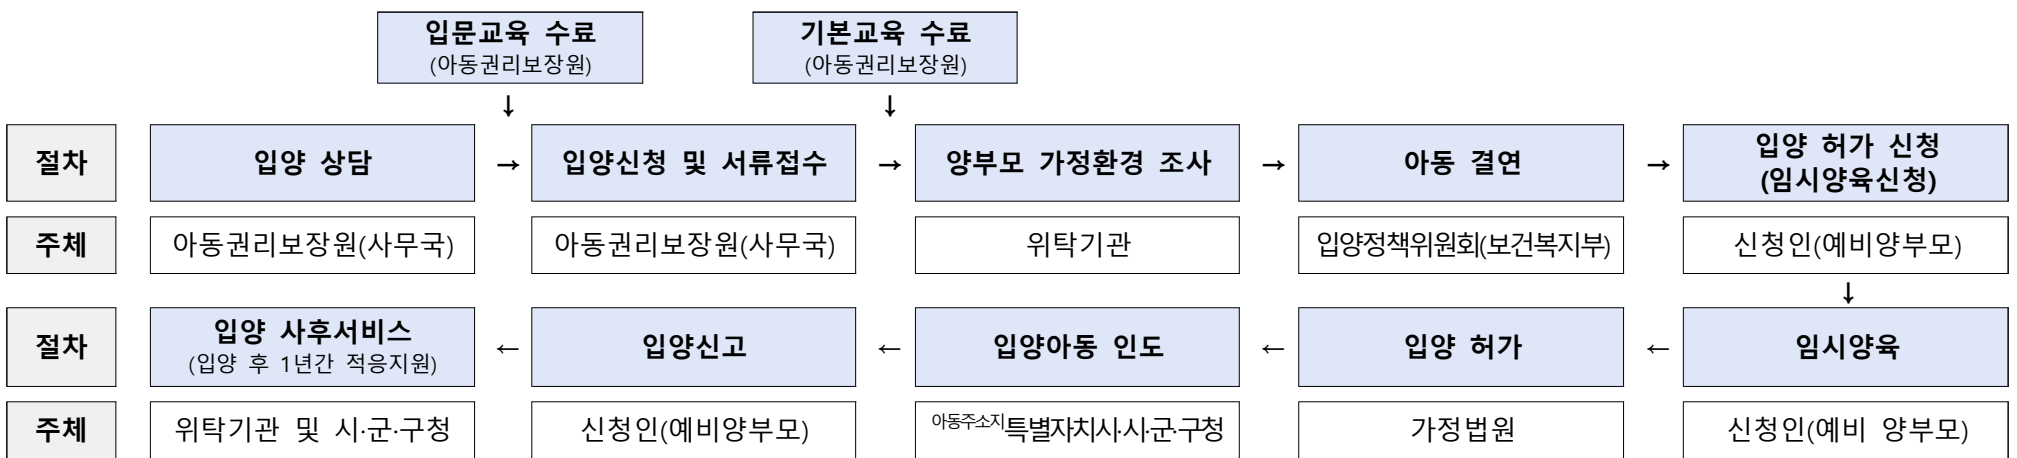 입문교육 수료
(아동권리보장원)
기본교육 수료
(아동권리보장원)
↓
↓
절차
입양 상담
→
입양신청 및 서류접수
→
양부모 가정환경 조사
→
아동 결연
→
입양 허가 신청
(임시양육신청)
주체
아동권리보장원(사무국)
아동권리보장원(사무국)
위탁기관
입양정책위원회(보건복지부)
신청인(예비양부모)
↓
절차
입양 사후서비스
(입양 후 1년간 적응지원)
←
입양신고
←
입양아동 인도
←
입양 허가
←
임시양육
주체
위탁기관 및 시·군·구청
신청인(예비양부모)
아동주소지 특별자치시·시·군·구청
가정법원
신청인(예비 양부모)